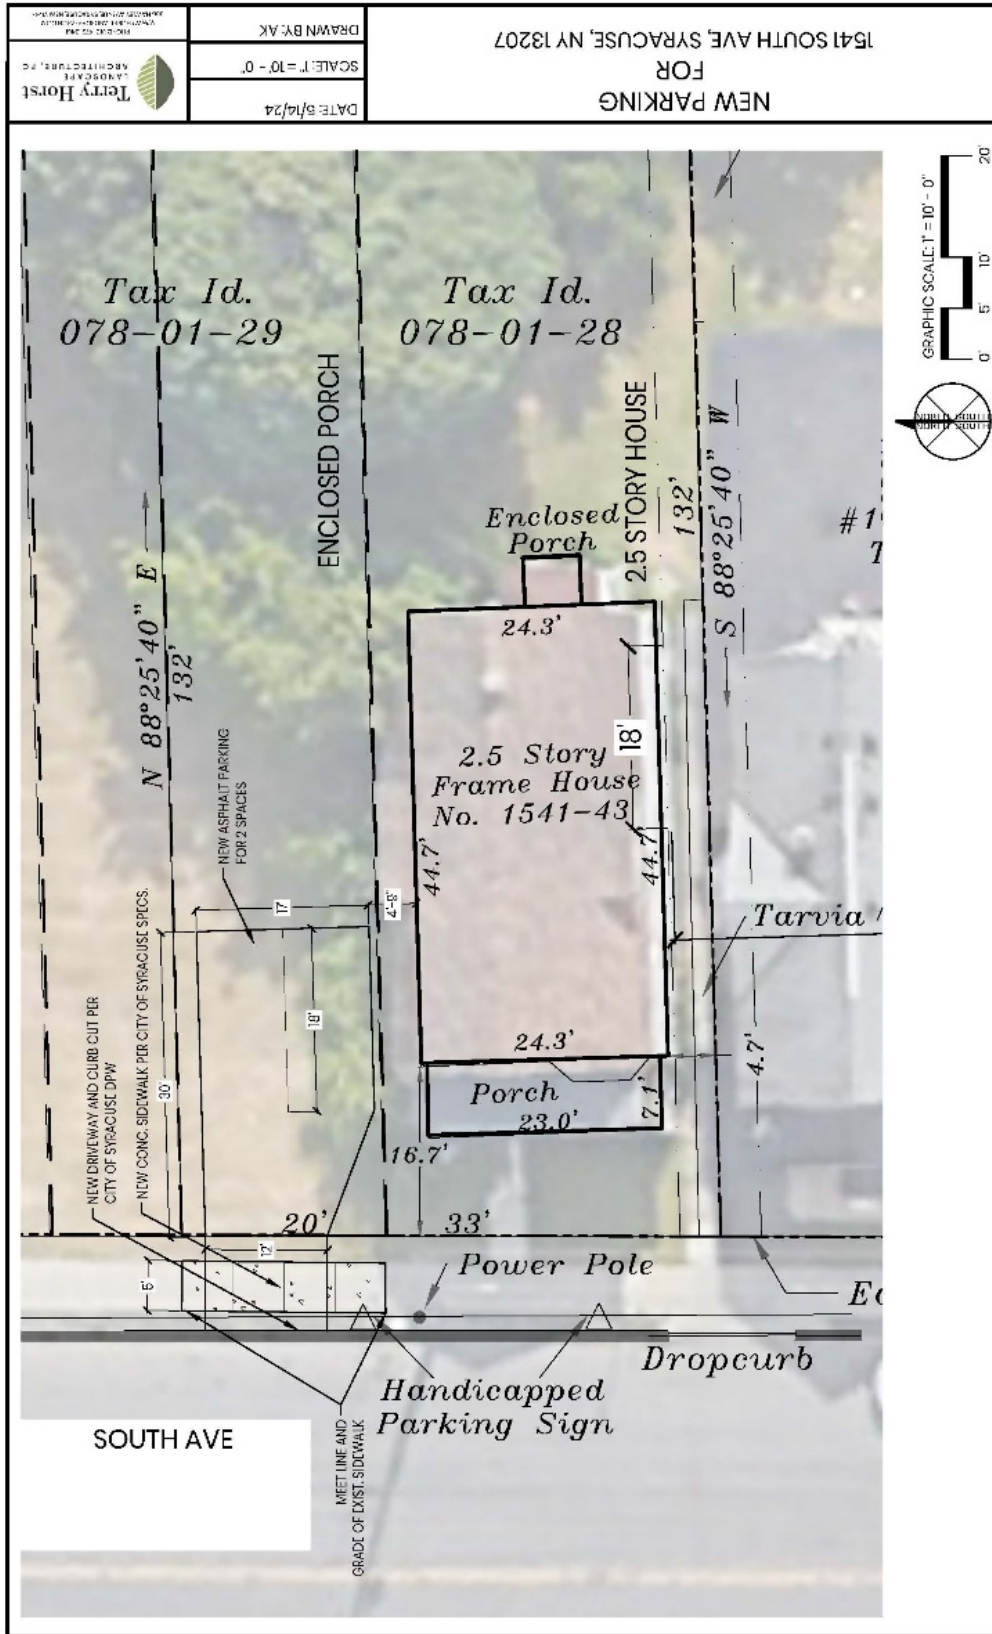 NEW PARKING
FOR
1541 SOUTH AVE, SYRACUSE, NY 13207
DATE: 5/14/24
SCALE: 1" = 10' - 0"
DRAWN BY: AK
Terry Horst
LANDSCAPE
ARCHITECTURE, PC
GRAPHIC SCALE: 1" = 10' - 0"
0'
5'
10'
20'
Tax Id.
078-01-29
Tax Id.
078-01-28
ENCLOSED PORCH
2.5 STORY HOUSE
N 88°25'40" E
132'
132'
S 88°25'40" W
Enclosed
Porch
24.3'
18'
2.5 Story
Frame House
No. 1541-43
44.7'
44.7'
NEW ASPHALT PARKING
FOR 2 SPACES
17'
4'-8"
18'
30'
NEW DRIVEWAY AND CURB CUT PER
CITY OF SYRACUSE DPW
NEW CONC. SIDEWALK PER CITY OF SYRACUSE SPECS.
Tarvia
24.3'
Porch
23.0'
7.1'
4.7'
16.7'
20'
33'
12'
Power Pole
Dropcurb
Handicapped
Parking Sign
SOUTH AVE
MEET LINE AND
GRADE OF EXIST. SIDEWALK